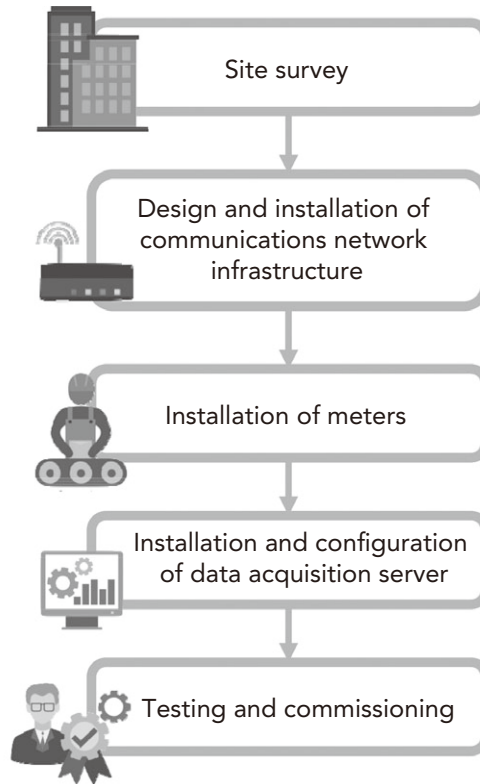 Site survey
Design and installation of
communications network
infrastructure
Installation of meters
Installation and configuration
of data acquisition server
Testing and commissioning